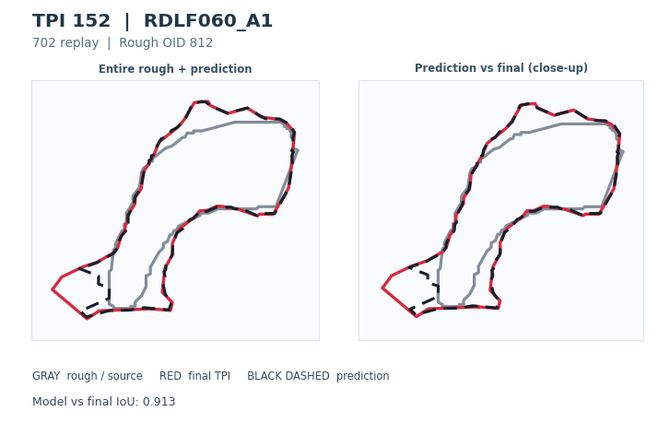 TPI 152 | RDLF060_A1
702 replay | Rough OID 812
Entire rough + prediction
Prediction vs final (close-up)
GRAY rough / source RED final TPI BLACK DASHED prediction
Model vs final IoU: 0.913